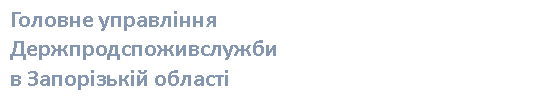 Головне управління
Держпродспоживслужби
в Запорізькій області